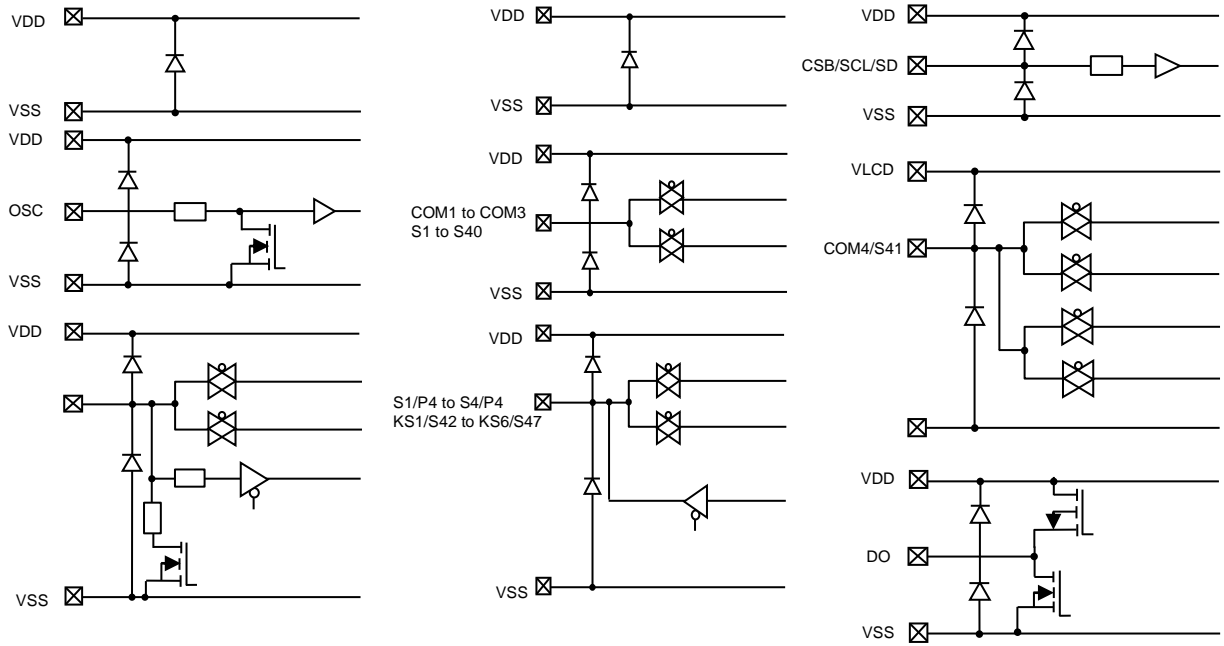 VDD
VSS
VDD
VSS
VDD
CSB/SCL/SD
VSS
VDD
OSC
VSS
VDD
COM1 to COM3
S1 to S40
VSS
VLCD
COM4/S41
VDD
VSS
VDD
S1/P4 to S4/P4
KS1/S42 to KS6/S47
VSS
VDD
DO
VSS